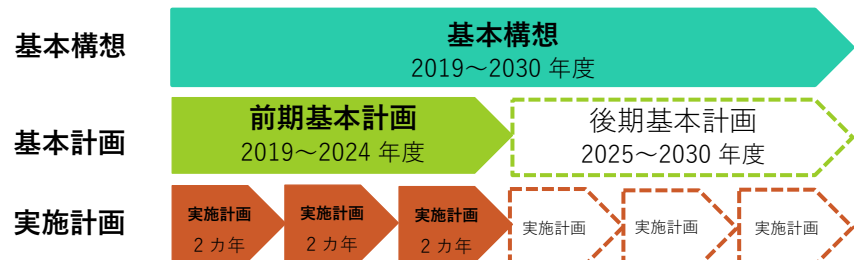 基本構想
基本構想
2019～2030 年度
基本計画
前期基本計画
2019～2024 年度
後期基本計画
2025～2030 年度
実施計画
実施計画
2 カ年
実施計画
2 カ年
実施計画
2 カ年
実施計画
実施計画
実施計画